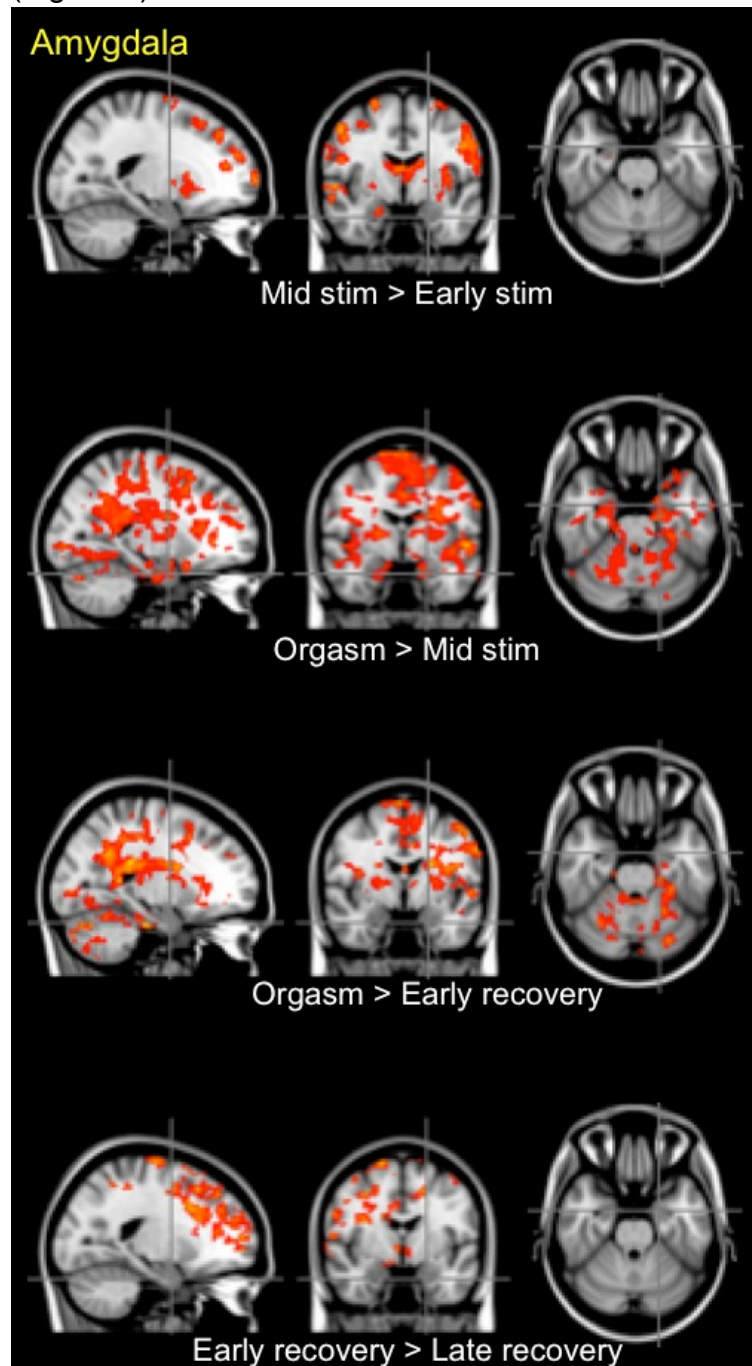 Amygdala
Mid stim > Early stim
Orgasm > Mid stim
Orgasm > Early recovery
Early recovery > Late recovery